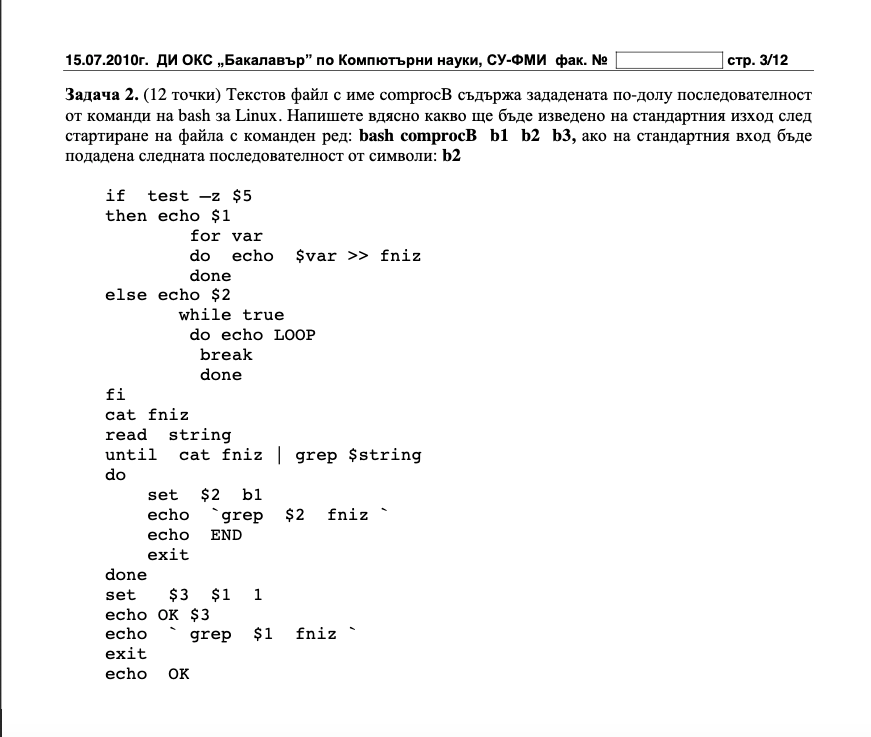 15.07.2010г. ДИ ОКС „Бакалавър” по Компютърни науки, СУ-ФМИ фак. № стр. 3/12
Задача 2. (12 точки) Текстов файл с име comprocB съдържа зададената по-долу последователност
от команди на bash за Linux. Напишете вдясно какво ще бъде изведено на стандартния изход след
стартиране на файла с команден ред: bash comprocB b1 b2 b3, ако на стандартния вход бъде
подадена следната последователност от символи: b2
if test –z $5
then echo $1
for var
do echo $var >> fniz
done
else echo $2
while true
do echo LOOP
break
done
fi
cat fniz
read string
until cat fniz | grep $string
do
set $2 b1
echo `grep $2 fniz `
echo END
exit
done
set $3 $1 1
echo OK $3
echo ` grep $1 fniz `
exit
echo OK